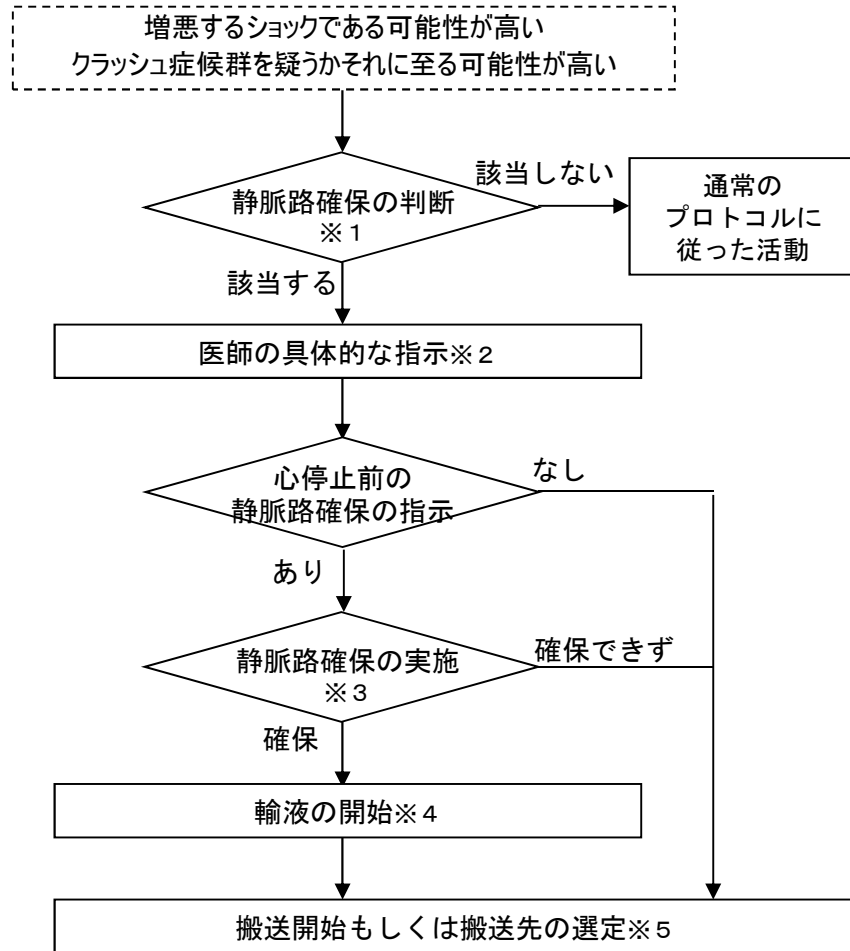 増悪するショックである可能性が高い
クラッシュ症候群を疑うかそれに至る可能性が高い
静脈路確保の判断
※1
該当しない
通常の
プロトコルに
従った活動
該当する
医師の具体的な指示※2
心停止前の
静脈路確保の指示
なし
あり
静脈路確保の実施
※3
確保できず
確保
輸液の開始※4
搬送開始もしくは搬送先の選定※5